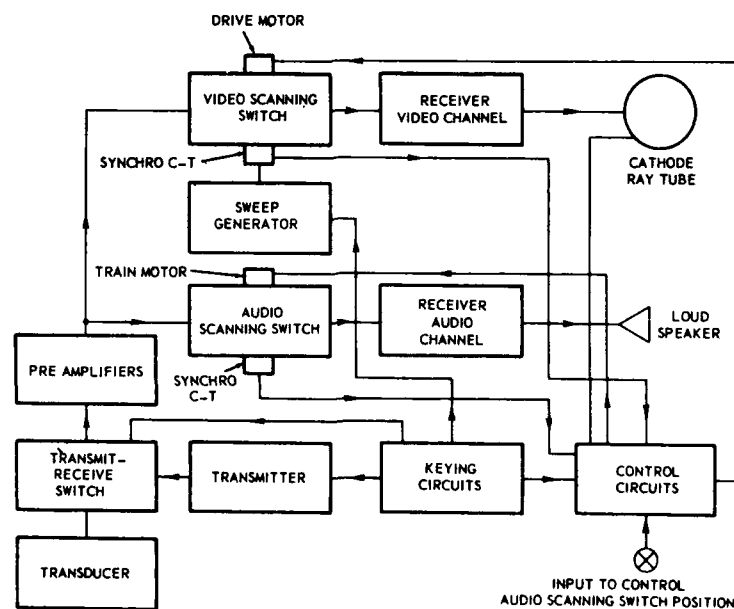 DRIVE MOTOR
VIDEO SCANNING
SWITCH
RECEIVER
VIDEO CHANNEL
CATHODE
RAY TUBE
SYNCHRO C-T
SWEEP
GENERATOR
TRAIN MOTOR
AUDIO
SCANNING SWITCH
RECEIVER
AUDIO
CHANNEL
LOUD
SPEAKER
PRE AMPLIFIERS
SYNCHRO
C-T
TRANSMIT-
RECEIVE
SWITCH
TRANSMITTER
KEYING
CIRCUITS
CONTROL
CIRCUITS
TRANSDUCER
INPUT TO CONTROL
AUDIO SCANNING SWITCH POSITION